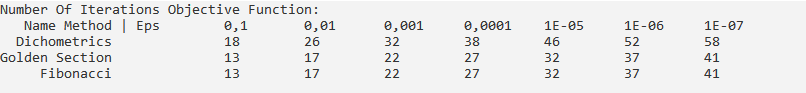 Number Of Iterations Objective Function:
Name Method | Eps 0,1 0,01 0,001 0,0001 1E-05 1E-06 1E-07
Dichometrics 18 26 32 38 46 52 58
Golden Section 13 17 22 27 32 37 41
Fibonacci 13 17 22 27 32 37 41